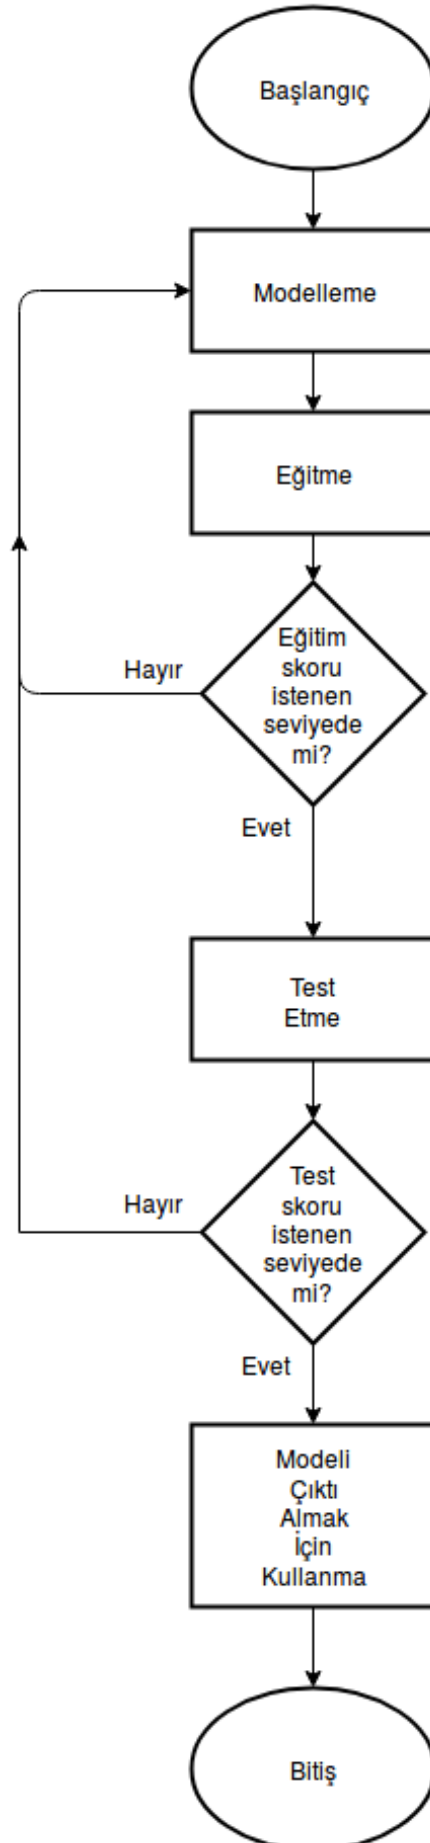 Başlangıç
Modelleme
Eğitme
Eğitim
skoru
istenen
seviyede
mi?
Hayır
Evet
Test
Etme
Test
skoru
istenen
seviyede
mi?
Hayır
Evet
Modeli
Çıktı
Almak
İçin
Kullanma
Bitiş